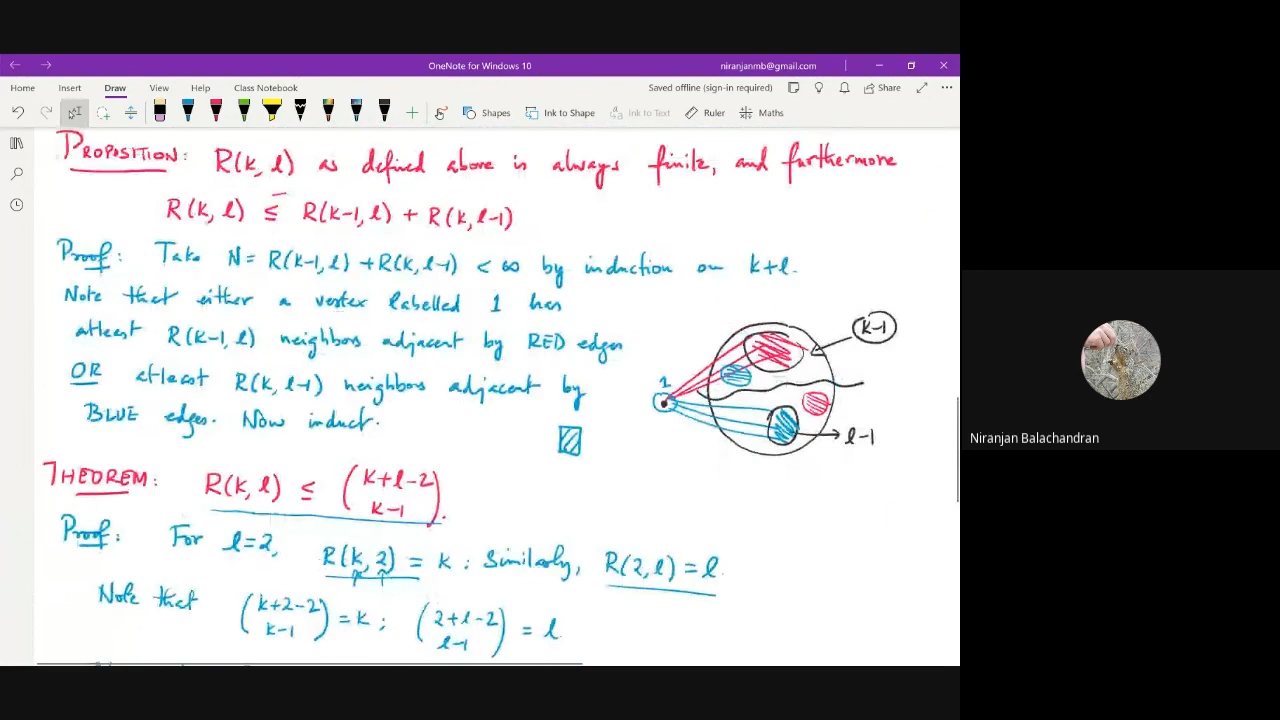 OneNote for Windows 10
niranjanmb@gmail.com
Home Insert Draw View Help Class Notebook
Saved offline (sign-in required) Share
Shapes Ink to Shape Ink to Text Ruler Maths
PROPOSITION: R(k, l) as defined above is always finite, and furthermore
R(k, l) ≤ R(k-1, l) + R(k, l-1)
Proof: Take N = R(k-1, l) + R(k, l-1) < ∞ by induction on k+l.
Note that either a vertex labelled 1 has
atleast R(k-1, l) neighbors adjacent by RED edges
OR atleast R(k, l-1) neighbors adjacent by
BLUE edges. Now induct.
k-1
1
l-1
THEOREM: R(k, l) ≤ (k+l-2
k-1).
Proof: For l=2, R(k, 2) = k; Similarly, R(2, l) = l.
Note that (k+2-2
k-1) = k; (2+l-2
l-1) = l
Niranjan Balachandran